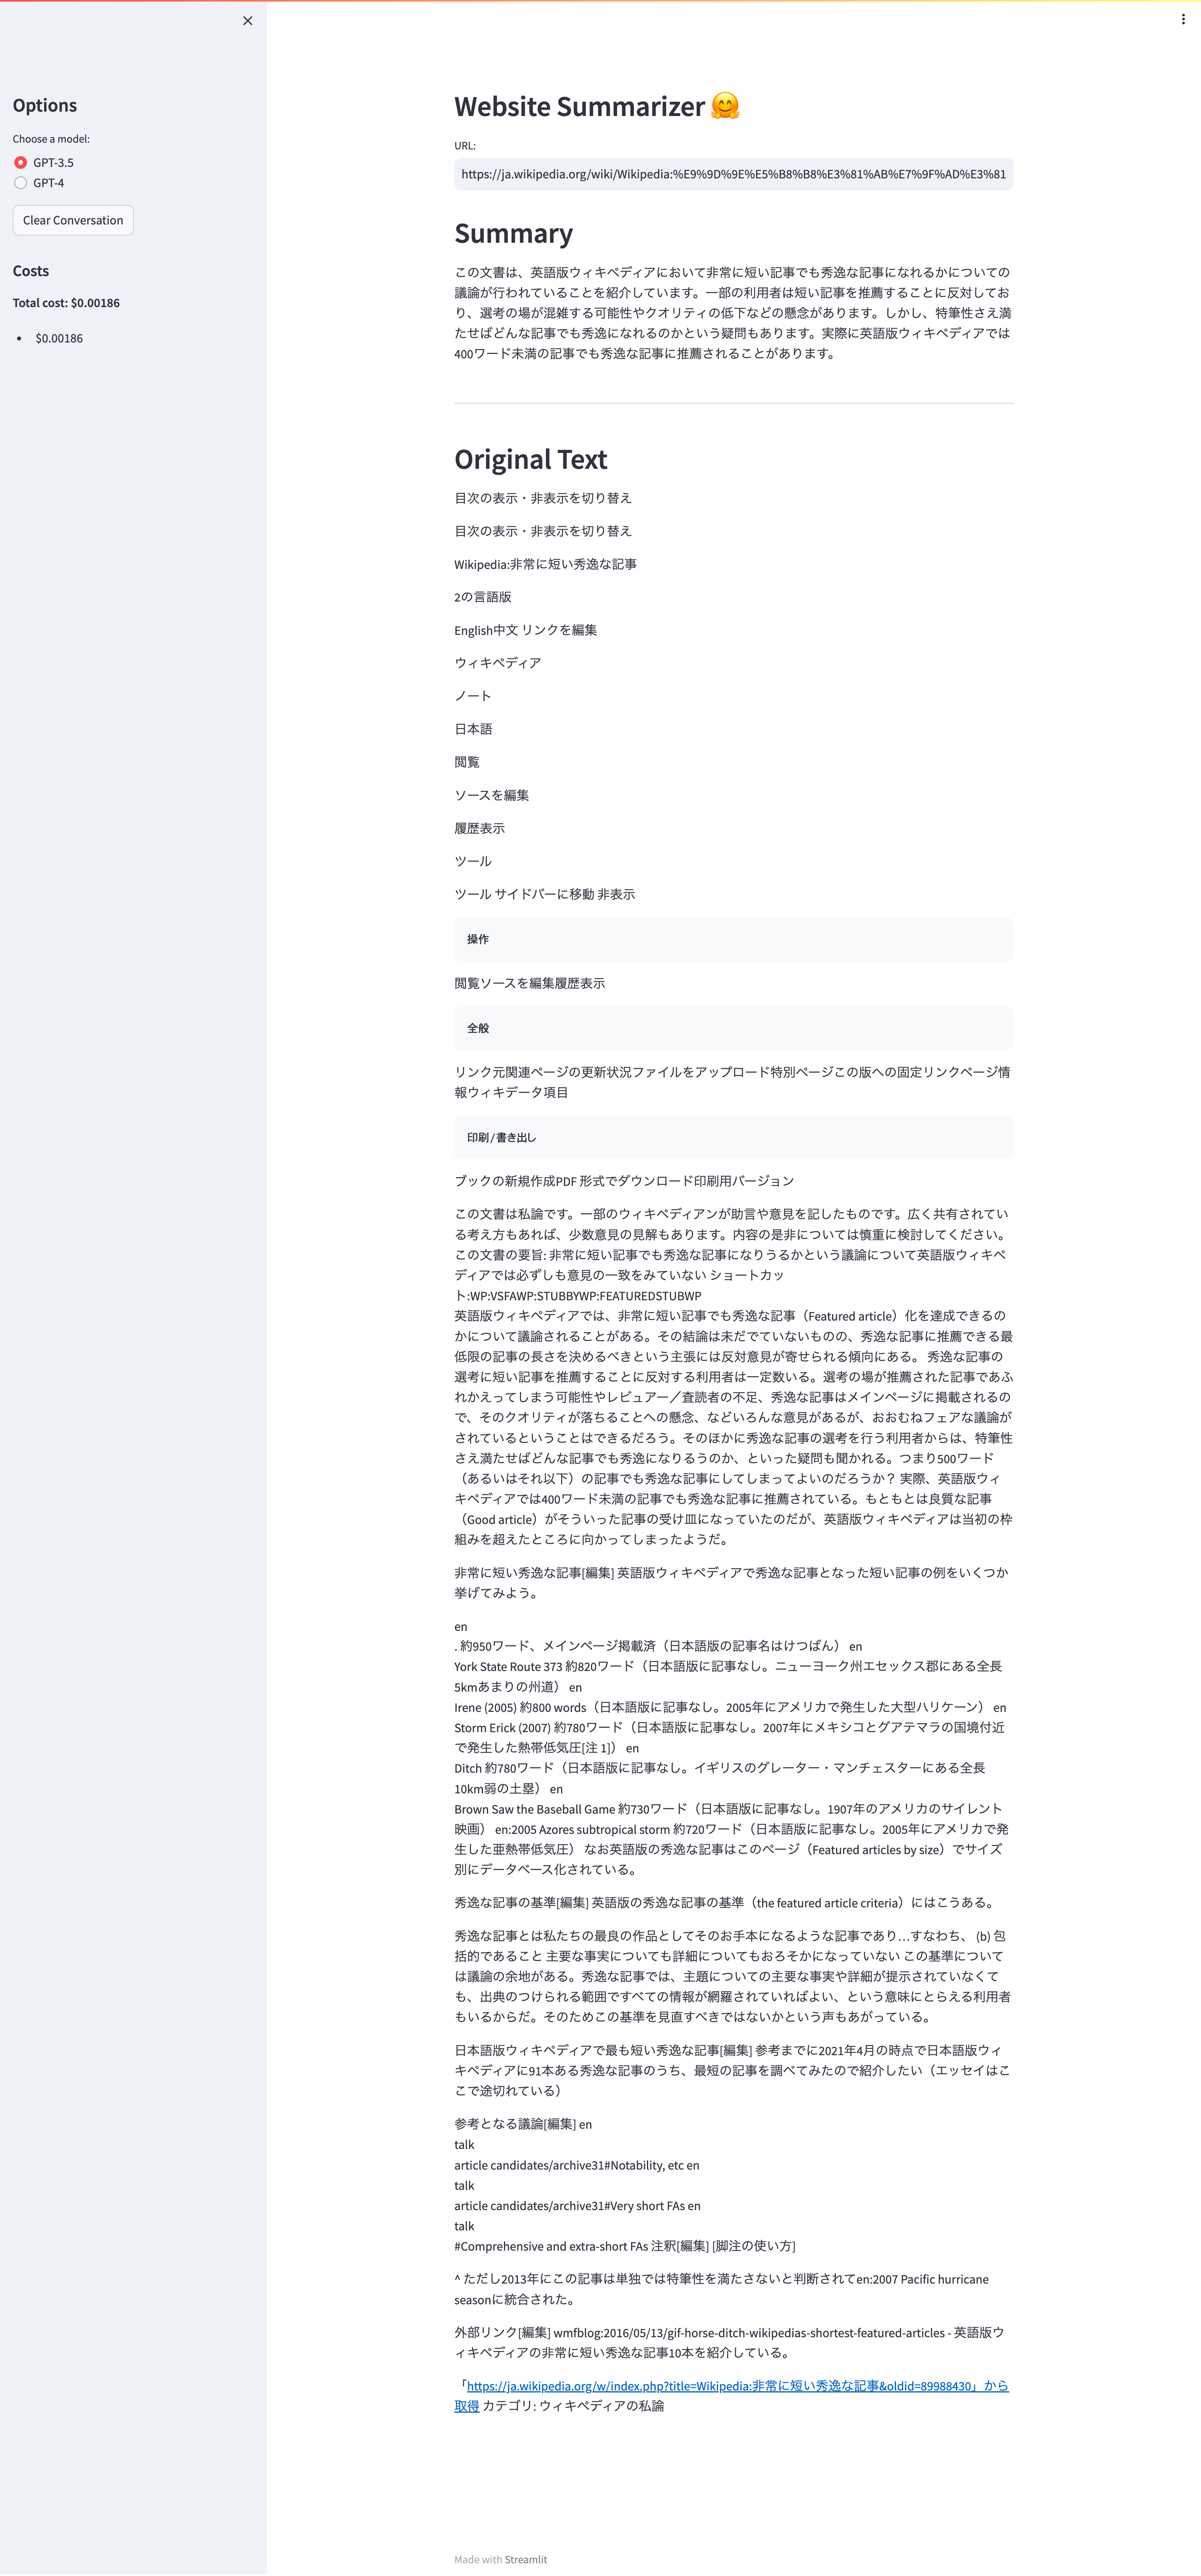 Options
Choose a model:
GPT-3.5
GPT-4
Clear Conversation
Costs
Total cost: $0.00186
$0.00186
Website Summarizer 🤗
URL:
https://ja.wikipedia.org/wiki/Wikipedia:%E9%9D%9E%E5%B8%B8%E3%81%AB%E7%9F%AD%E3%81
Summary
この文書は、英語版ウィキペディアにおいて非常に短い記事でも秀逸な記事になれるかについての
議論が行われていることを紹介しています。一部の利用者は短い記事を推薦することに反対してお
り、選考の場が混雑する可能性やクオリティの低下などの懸念があります。しかし、特筆性さえ満
たせばどんな記事でも秀逸になれるのかという疑問もあります。実際に英語版ウィキペディアでは
400ワード未満の記事でも秀逸な記事に推薦されることがあります。
Original Text
目次の表示・非表示を切り替え
目次の表示・非表示を切り替え
Wikipedia:非常に短い秀逸な記事
2の言語版
English中文 リンクを編集
ウィキペディア
ノート
日本語
閲覧
ソースを編集
履歴表示
ツール
ツール サイドバーに移動 非表示
操作
閲覧ソースを編集履歴表示
全般
リンク元関連ページの更新状況ファイルをアップロード特別ページこの版への固定リンクページ情
報ウィキデータ項目
印刷/書き出し
ブックの新規作成PDF 形式でダウンロード印刷用バージョン
この文書は私論です。一部のウィキペディアンが助言や意見を記したものです。広く共有されてい
る考え方もあれば、少数意見の見解もあります。内容の是非については慎重に検討してください。
この文書の要旨: 非常に短い記事でも秀逸な記事になりうるかという議論について英語版ウィキペ
ディアでは必ずしも意見の一致をみていない ショートカッ
ト:WP:VSFAWP:STUBBYWP:FEATUREDSTUBWP
英語版ウィキペディアでは、非常に短い記事でも秀逸な記事（Featured article）化を達成できるの
かについて議論されることがある。その結論は未だでていないものの、秀逸な記事に推薦できる最
低限の記事の長さを決めるべきという主張には反対意見が寄せられる傾向にある。 秀逸な記事の
選考に短い記事を推薦することに反対する利用者は一定数いる。選考の場が推薦された記事であふ
れかえってしまう可能性やレビュアー／査読者の不足、秀逸な記事はメインページに掲載されるの
で、そのクオリティが落ちることへの懸念、などいろんな意見があるが、おおむねフェアな議論が
されているということはできるだろう。そのほかに秀逸な記事の選考を行う利用者からは、特筆性
さえ満たせばどんな記事でも秀逸になりるうのか、といった疑問も聞かれる。つまり500ワード
（あるいはそれ以下）の記事でも秀逸な記事にしてしまってよいのだろうか？ 実際、英語版ウィ
キペディアでは400ワード未満の記事でも秀逸な記事に推薦されている。もともとは良質な記事
（Good article）がそういった記事の受け皿になっていたのだが、英語版ウィキペディアは当初の枠
組みを超えたところに向かってしまったようだ。
非常に短い秀逸な記事[編集] 英語版ウィキペディアで秀逸な記事となった短い記事の例をいくつか
挙げてみよう。
en
. 約950ワード、メインページ掲載済（日本語版の記事名はけつばん） en
York State Route 373 約820ワード（日本語版に記事なし。ニューヨーク州エセックス郡にある全長
5kmあまりの州道） en
Irene (2005) 約800 words（日本語版に記事なし。2005年にアメリカで発生した大型ハリケーン） en
Storm Erick (2007) 約780ワード（日本語版に記事なし。2007年にメキシコとグアテマラの国境付近
で発生した熱帯低気圧[注 1]） en
Ditch 約780ワード（日本語版に記事なし。イギリスのグレーター・マンチェスターにある全長
10km弱の土塁） en
Brown Saw the Baseball Game 約730ワード（日本語版に記事なし。1907年のアメリカのサイレント
映画） en:2005 Azores subtropical storm 約720ワード（日本語版に記事なし。2005年にアメリカで発
生した亜熱帯低気圧） なお英語版の秀逸な記事はこのページ（Featured articles by size）でサイズ
別にデータベース化されている。
秀逸な記事の基準[編集] 英語版の秀逸な記事の基準（the featured article criteria）にはこうある。
秀逸な記事とは私たちの最良の作品としてそのお手本になるような記事であり…すなわち、 (b) 包
括的であること 主要な事実についても詳細についてもおろそかになっていない この基準について
は議論の余地がある。秀逸な記事では、主題についての主要な事実や詳細が提示されていなくて
も、出典のつけられる範囲ですべての情報が網羅されていればよい、という意味にとらえる利用者
もいるからだ。そのためこの基準を見直すべきではないかという声もあがっている。
日本語版ウィキペディアで最も短い秀逸な記事[編集] 参考までに2021年4月の時点で日本語版ウィ
キペディアに91本ある秀逸な記事のうち、最短の記事を調べてみたので紹介したい（エッセイはこ
こで途切れている）
参考となる議論[編集] en
talk
article candidates/archive31#Notability, etc en
talk
article candidates/archive31#Very short FAs en
talk
#Comprehensive and extra-short FAs 注釈[編集] [脚注の使い方]
^ ただし2013年にこの記事は単独では特筆性を満たさないと判断されてen:2007 Pacific hurricane
seasonに統合された。
外部リンク[編集] wmfblog:2016/05/13/gif-horse-ditch-wikipedias-shortest-featured-articles - 英語版ウ
ィキペディアの非常に短い秀逸な記事10本を紹介している。
「https://ja.wikipedia.org/w/index.php?title=Wikipedia:非常に短い秀逸な記事&oldid=89988430」から
取得 カテゴリ: ウィキペディアの私論
Made with Streamlit